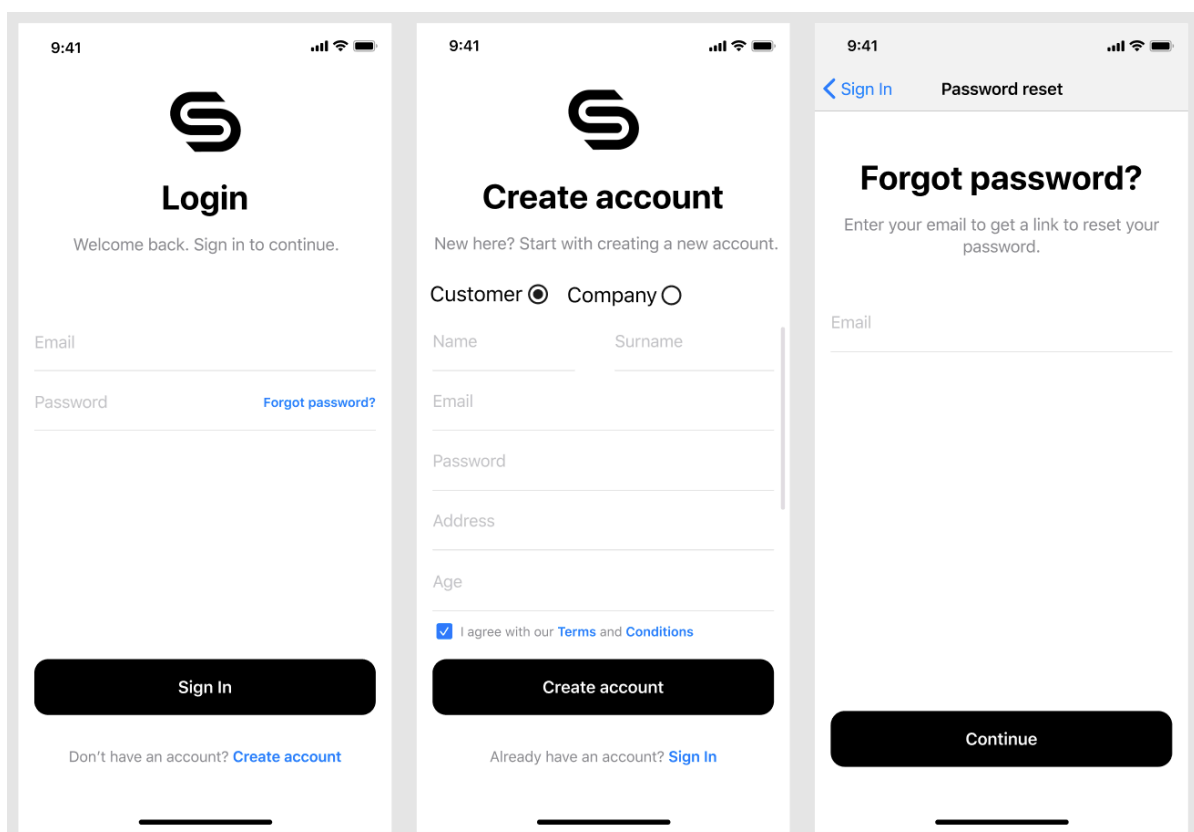 9:41
Login
Welcome back. Sign in to continue.
Email
Password Forgot password?
Sign In
Don't have an account? Create account
9:41
Create account
New here? Start with creating a new account.
Customer Company
Name Surname
Email
Password
Address
Age
I agree with our Terms and Conditions
Create account
Already have an account? Sign In
9:41
Sign In Password reset
Forgot password?
Enter your email to get a link to reset your
password.
Email
Continue